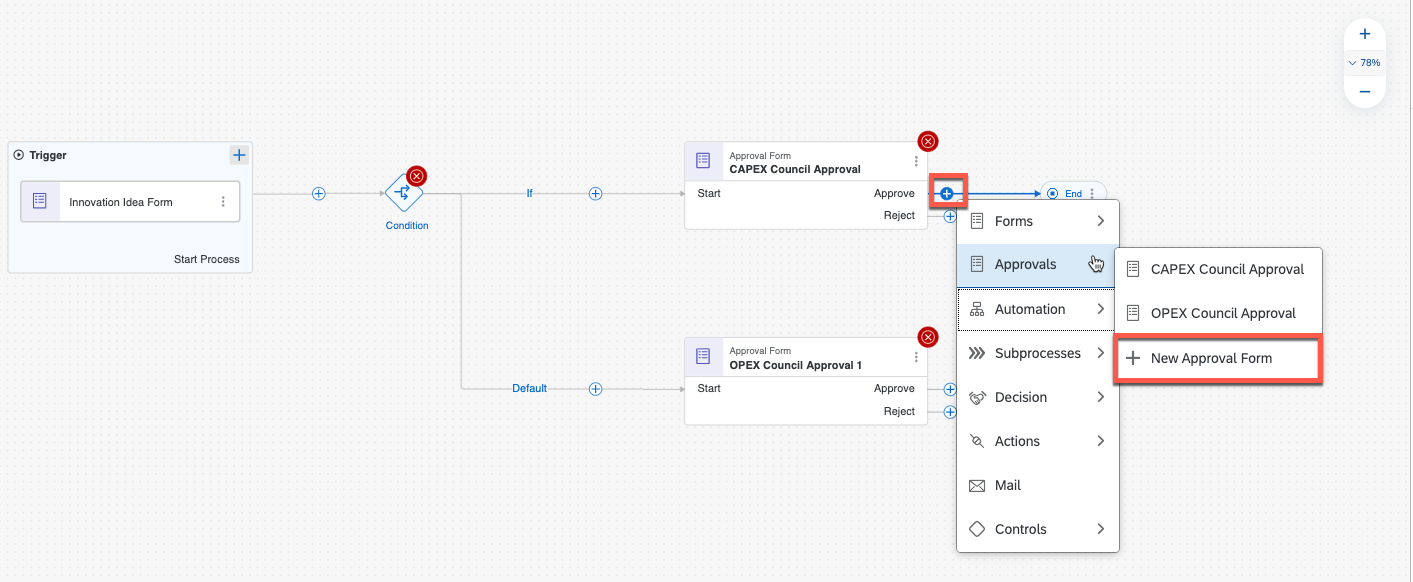 78%
Trigger
Innovation Idea Form
Start Process
Condition
If
Default
Approval Form
CAPEX Council Approval
Start
Approve
Reject
End
Approval Form
OPEX Council Approval 1
Start
Approve
Reject
Forms
Approvals
Automation
Subprocesses
Decision
Actions
Mail
Controls
CAPEX Council Approval
OPEX Council Approval
New Approval Form